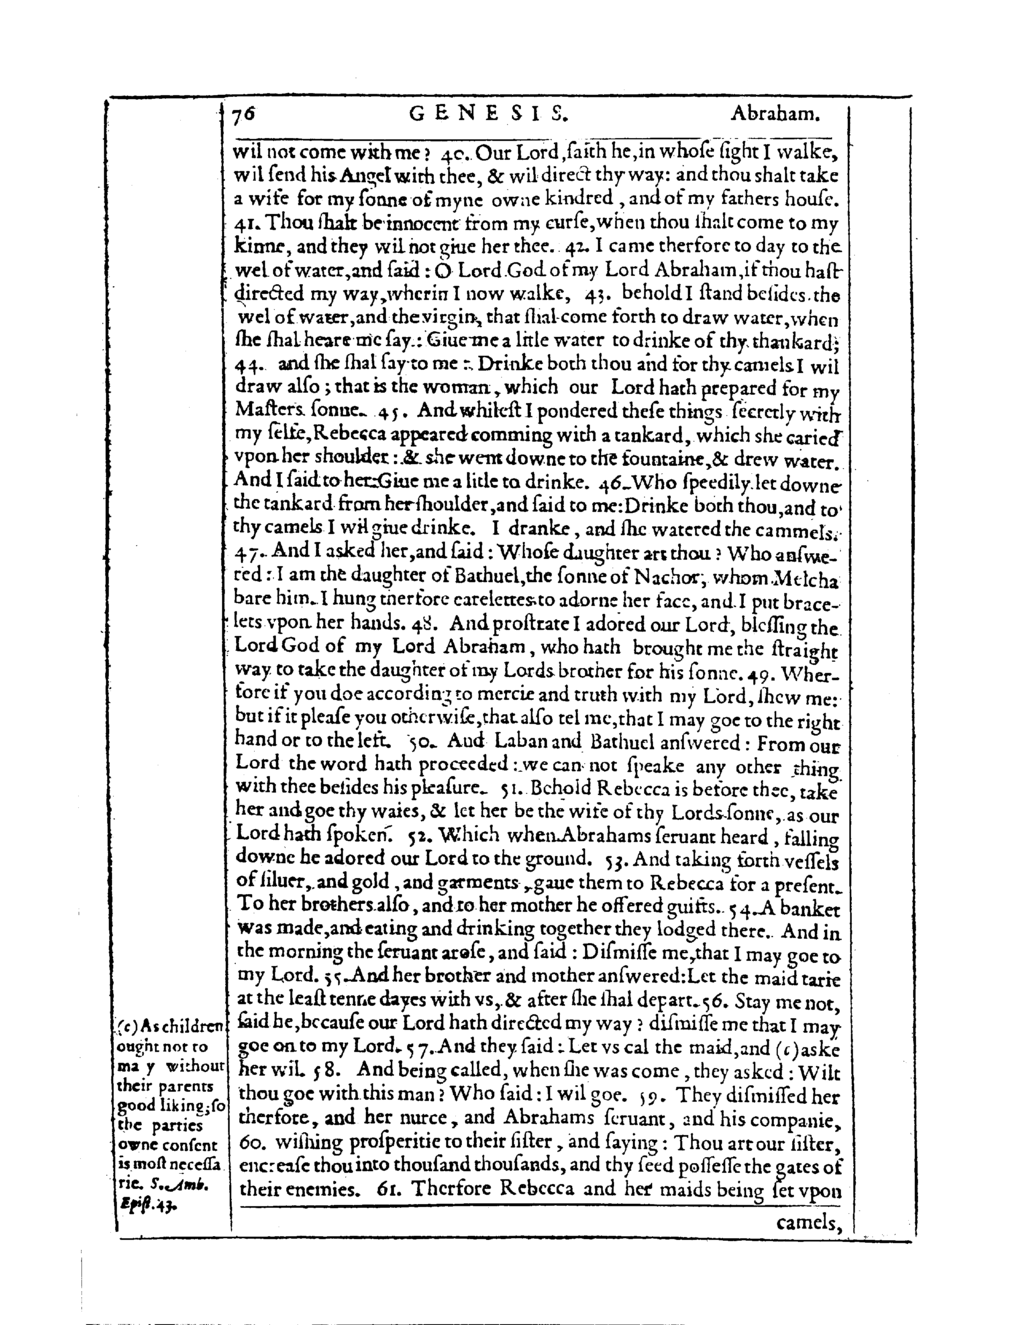 76 GENESIS. Abraham.
wil not come with me? 40. Our Lord, ſaith he, in whoſe ſight I walke,
wil ſend his Angel with thee, & wil direct thy way: and thou shalt take
a wife for my ſonne of myne owne kindred, and of my fathers houſe.
41. Thou ſhalt be innocent from my curſe, when thou ſhalt come to my
kinne, and they wil not giue her thee. 42. I came therfore to day to the
wel of water, and ſaid: O Lord God of my Lord Abraham, if thou haſt
directed my way, wherin I now walke, 43. behold I ſtand beſides the
wel of water, and the virgin, that ſhal come forth to draw water, when
ſhe ſhal heare me ſay: Giue me a litle water to drinke of thy thankard;
44. and ſhe ſhal ſay to me: Drinke both thou and for thy camels I wil
draw alſo; that is the woman, which our Lord hath prepared for my
Maſters ſonne. 45. And whileſt I pondered theſe things ſecretly with
my ſelfe, Rebecca appeared comming with a tankard, which she caried
vpon her shoulder: & she went downe to the fountaine, & drew water.
And I ſaid to her: Giue me a litle to drinke. 46. Who ſpeedily let downe
the tankard from her ſhoulder, and ſaid to me: Drinke both thou, and to
thy camels I wil giue drinke. I dranke, and ſhe watered the cammels.
47. And I asked her, and ſaid: Whoſe daughter art thou? Who anſwe-
red: I am the daughter of Bathuel, the ſonne of Nachor, whom Melcha
bare him. I hung therfore earelettes to adorne her face, and I put brace-
lets vpon her hands. 48. And proſtrate I adored our Lord, bleſſing the
Lord God of my Lord Abraham, who hath brought me the ſtraight
way to take the daughter of my Lords brother for his ſonne. 49. Wher-
fore if you doe according to mercie and truth with my Lord, ſhew me:
but if it pleaſe you otherwiſe, that alſo tel me, that I may goe to the right
hand or to the left. 50. Aud Laban and Bathuel anſwered: From our
Lord the word hath proceeded: we can not ſpeake any other thing
with thee beſides his pleaſure. 51. Behold Rebecca is before thee, take
her and goe thy waies, & let her be the wife of thy Lords ſonne, as our
Lord hath ſpoken. 52. Which when Abrahams ſeruant heard, falling
downe he adored our Lord to the ground. 53. And taking forth veſſels
of ſiluer, and gold, and garments, gaue them to Rebecca for a preſent.
To her brothers alſo, and to her mother he offered guifts. 54. A banket
was made, and eating and drinking together they lodged there. And in
the morning the ſeruant aroſe, and ſaid: Diſmiſſe me, that I may goe to
my Lord. 55. And her brother and mother anſwered: Let the maid tarie
at the leaſt tenne dayes with vs, & after ſhe ſhal depart. 56. Stay me not,
ſaid he, becauſe our Lord hath directed my way? diſmiſſe me that I may
goe on to my Lord. 57. And they ſaid: Let vs cal the maid, and (c) aske
her wil. 58. And being called, when ſhe was come, they asked: Wilt
thou goe with this man? Who ſaid: I wil goe. 59. They diſmiſſed her
therfore, and her nurce, and Abrahams ſeruant, and his companie,
60. wiſhing proſperitie to their ſiſter, and ſaying: Thou art our ſiſter,
encreaſe thou into thouſand thouſands, and thy ſeed poſſeſſe the gates of
their enemies. 61. Therfore Rebecca and her maids being ſet vpon
camels,
(c) As children
ought not to
ma y without
their parents
good liking; ſo
the parties
owne conſent
is moſt neceſſa
rie. S. Amb.
Epiſt. 43.